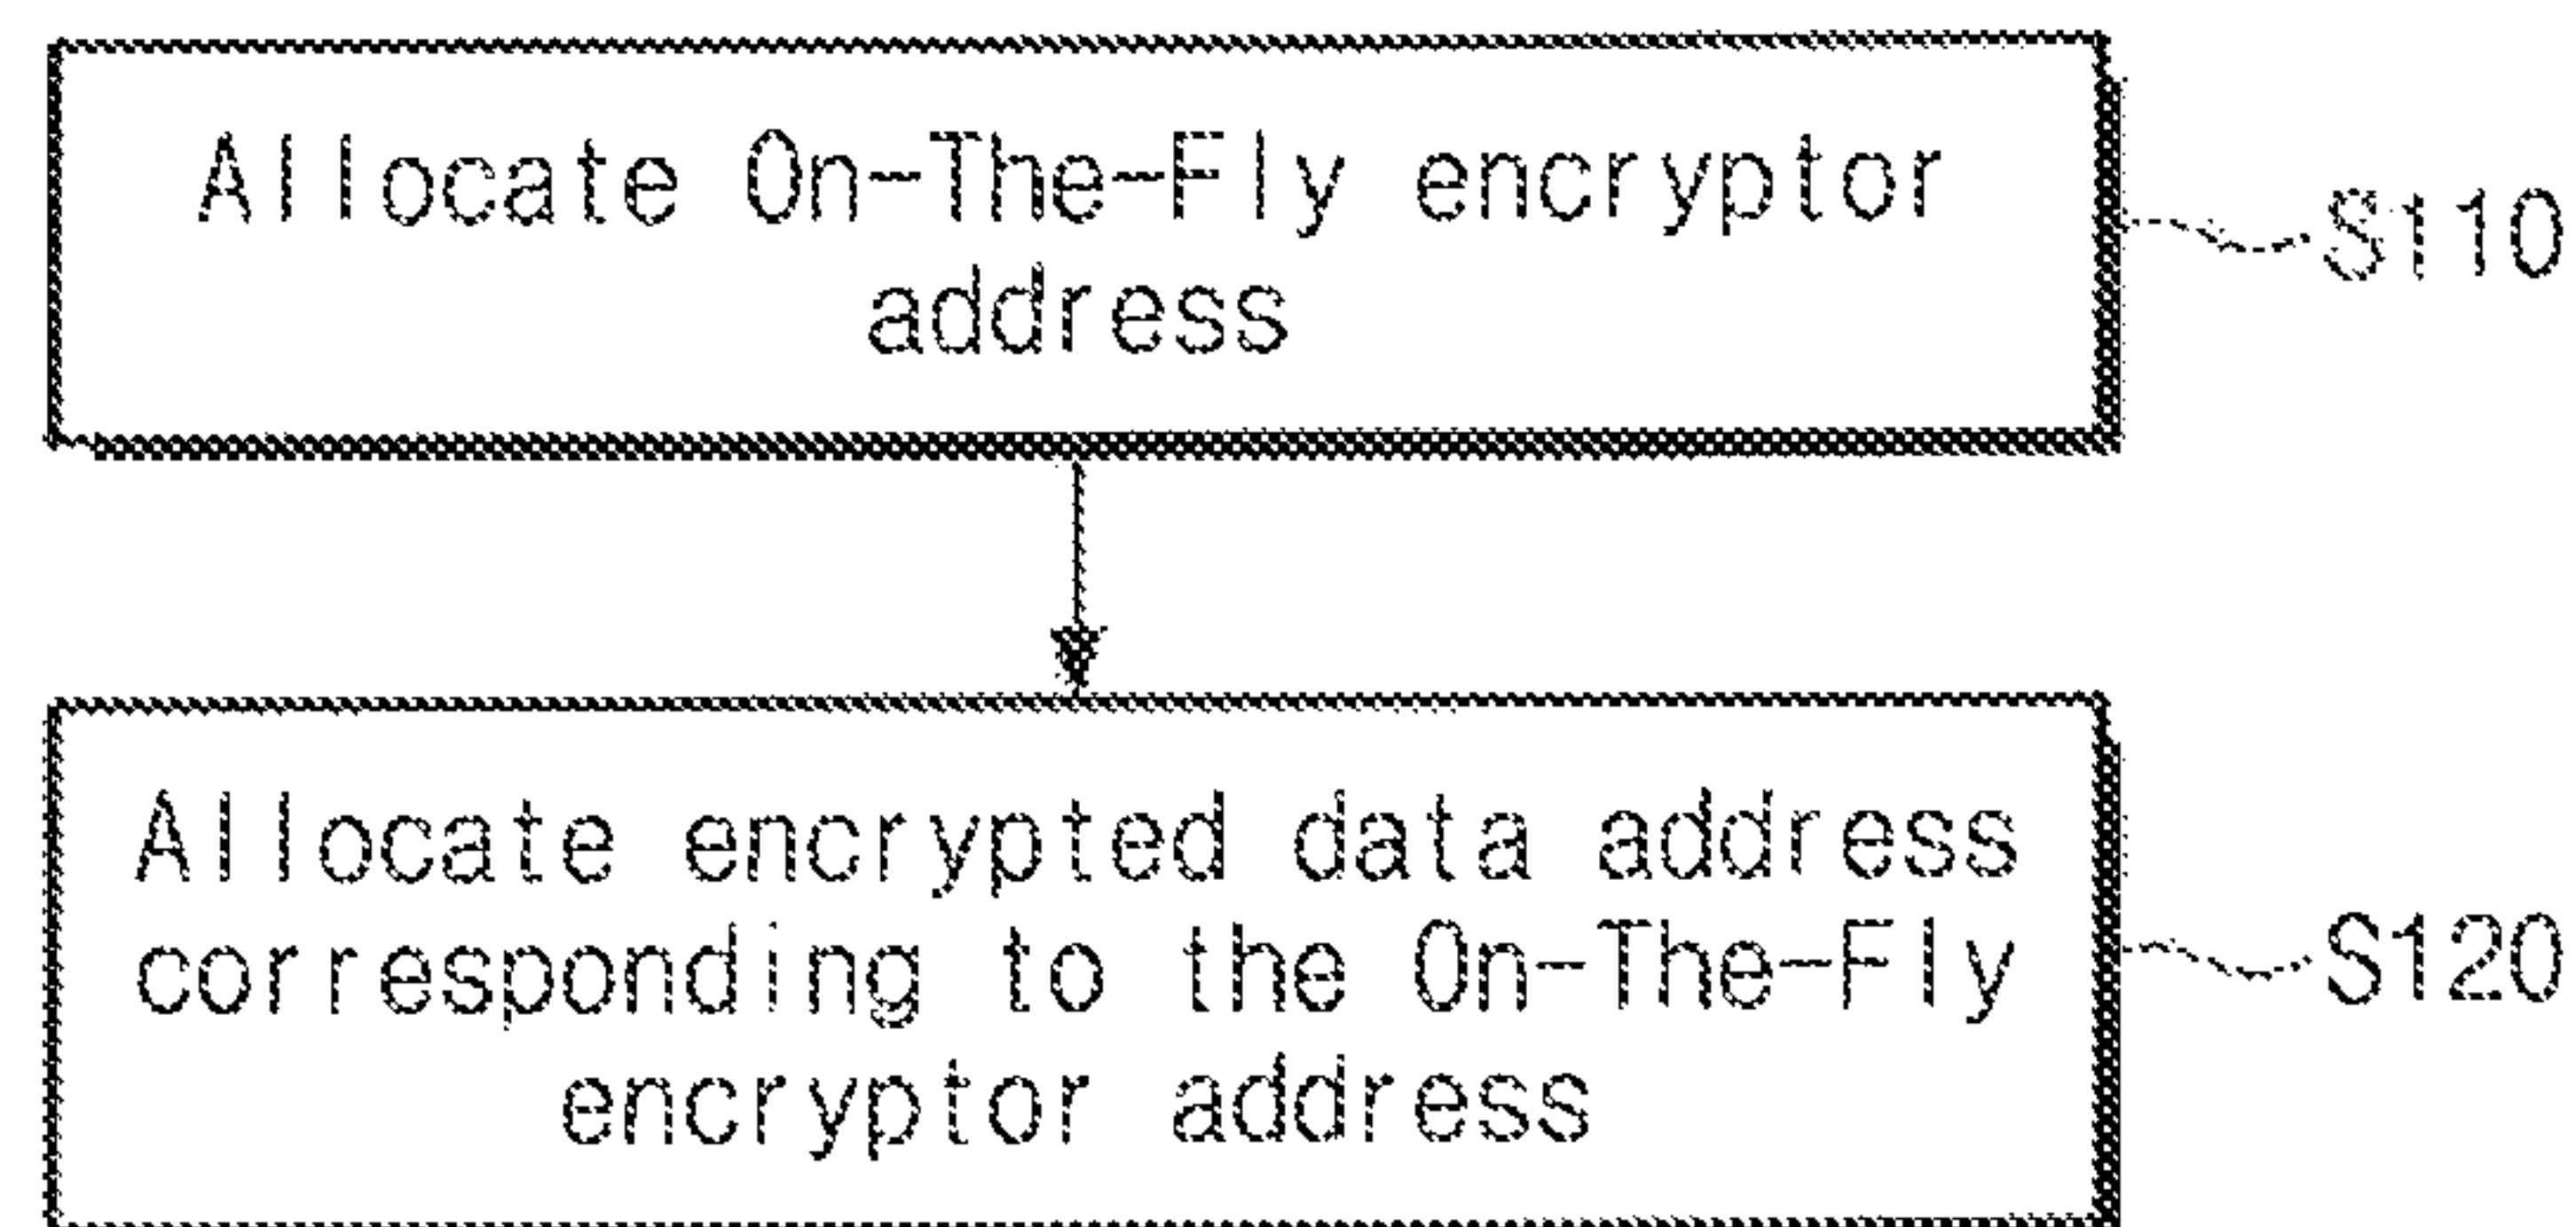 Allocate On-The-Fly encryptor
address
S110
Allocate encrypted data address
corresponding to the On-The-Fly
encryptor address
S120